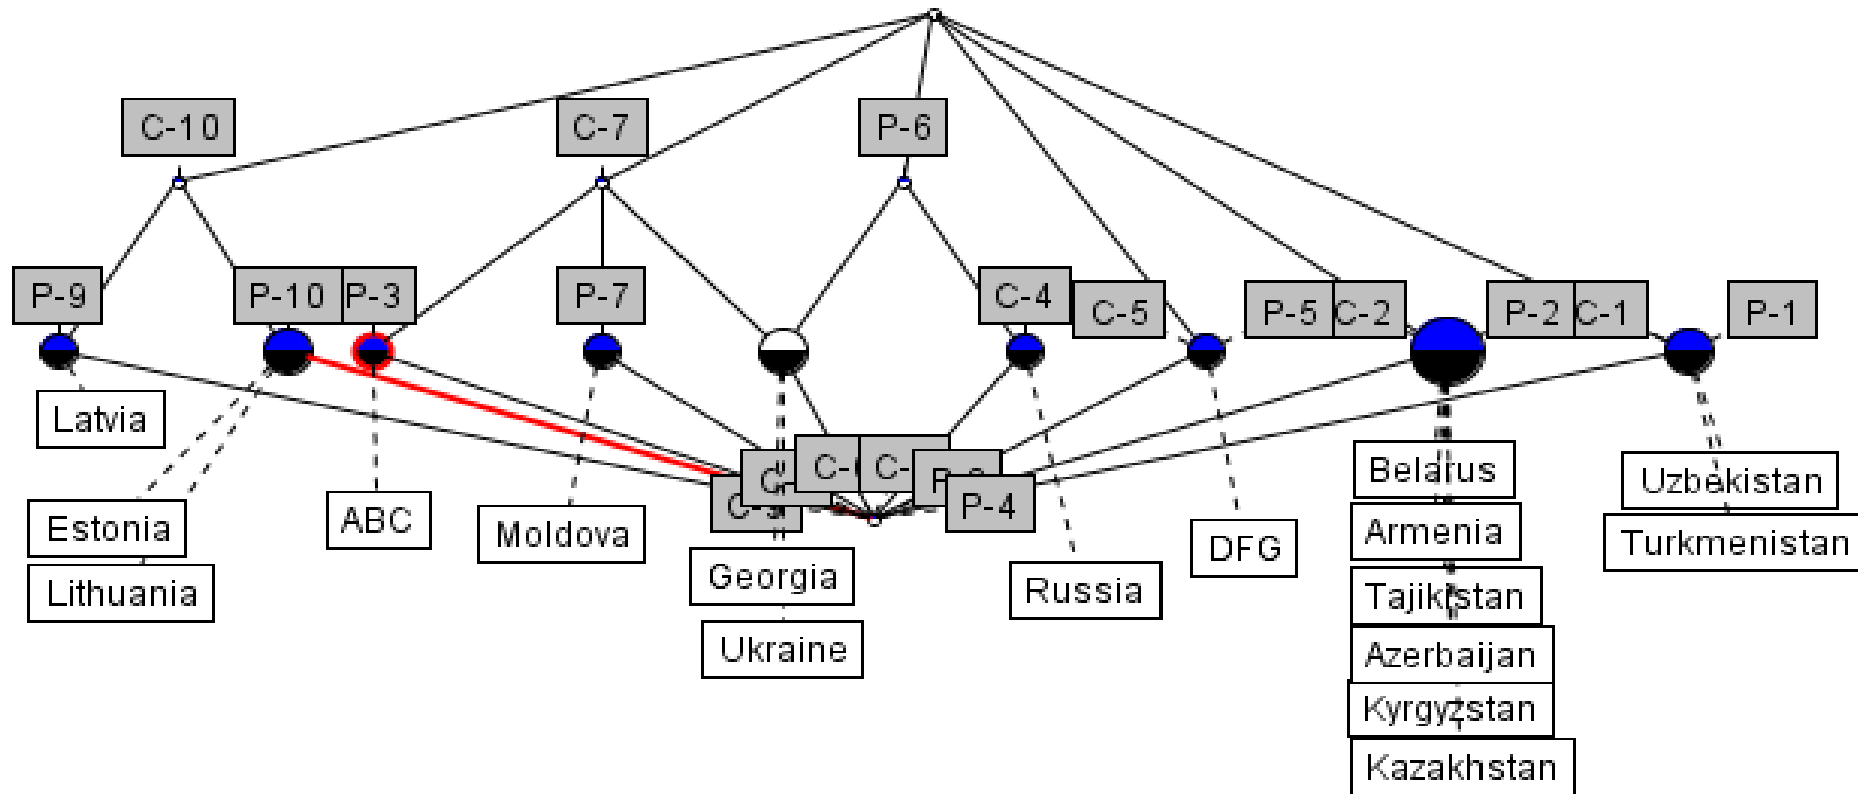 C-10
C-7
P-6
P-9
P-10
P-3
P-7
C-4
C-5
P-5
C-2
P-2
C-1
P-1
Latvia
Estonia
Lithuania
ABC
Moldova
Georgia
Ukraine
P-4
Russia
DFG
Belarus
Armenia
Tajikistan
Azerbaijan
Kyrgyzstan
Kazakhstan
Uzbekistan
Turkmenistan